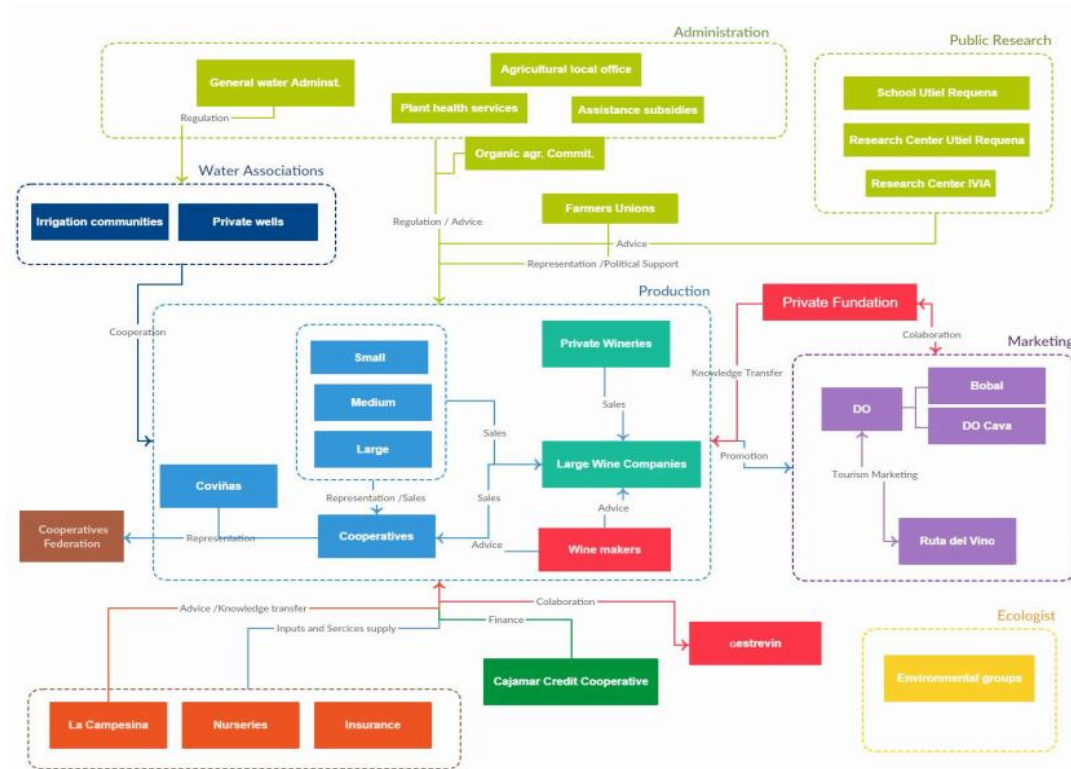 Administration
Public Research
General water Adminst.
Agricultural local office
Plant health services
Assistance subsidies
School Utiel Requena
Research Center Utiel Requena
Research Center IVIA
Regulation
Organic agr. Commit.
Water Associations
Irrigation communities
Private wells
Farmers Unions
Regulation / Advice
Advice
Representation /Political Support
Production
Private Fundation
Cooperation
Colaboration
Marketing
Small
Medium
Large
Private Wineries
Knowledge Transfer
Sales
Sales
Large Wine Companies
Promotion
DO
Bobal
DO Cava
Tourism Marketing
Coviñas
Representation /Sales
Sales
Advice
Cooperatives
Federation
Representation
Cooperatives
Advice
Wine makers
Ruta del Vino
Advice /Knowledge transfer
Inputs and Sercices supply
Colaboration
Finance
Gestrevin
Ecologist
Environmental groups
Cajamar Credit Cooperative
La Campesina
Nurseries
Insurance